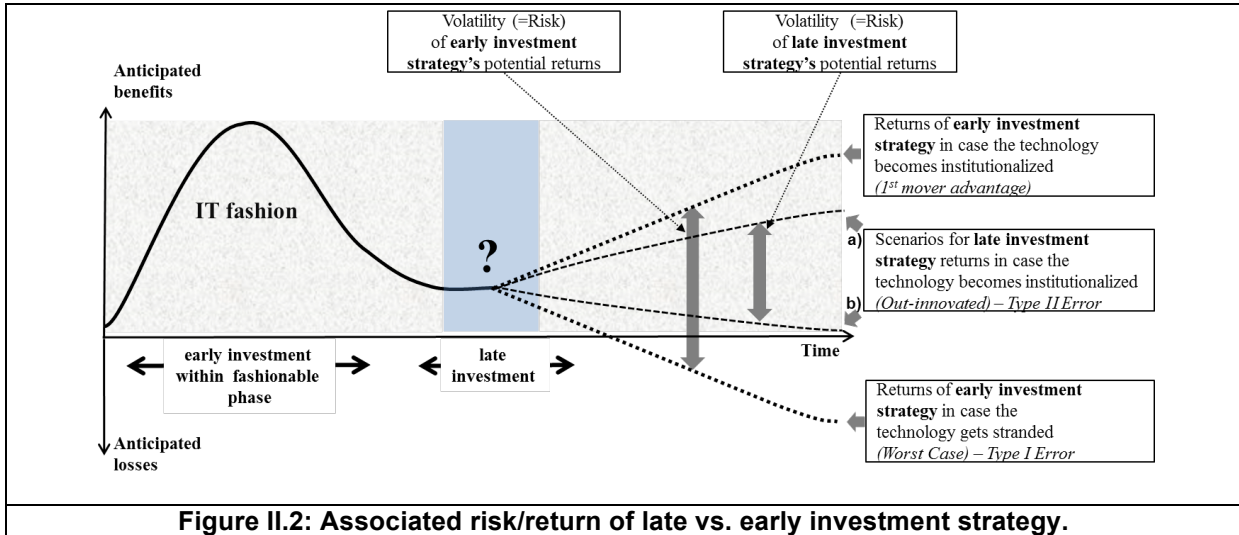 Volatility (=Risk)
of early investment
strategy's potential returns
Volatility (=Risk)
of late investment
strategy's potential returns
Anticipated
benefits
IT fashion
?
Returns of early investment
strategy in case the technology
becomes institutionalized
(1st mover advantage)
a)
Scenarios for late investment
strategy returns in case the
technology becomes institutionalized
(Out-innovated) – Type II Error
b)
Time
early investment
within fashionable
phase
late
investment
Returns of early investment
strategy in case the
technology gets stranded
(Worst Case) – Type I Error
Anticipated
losses
Figure II.2: Associated risk/return of late vs. early investment strategy.